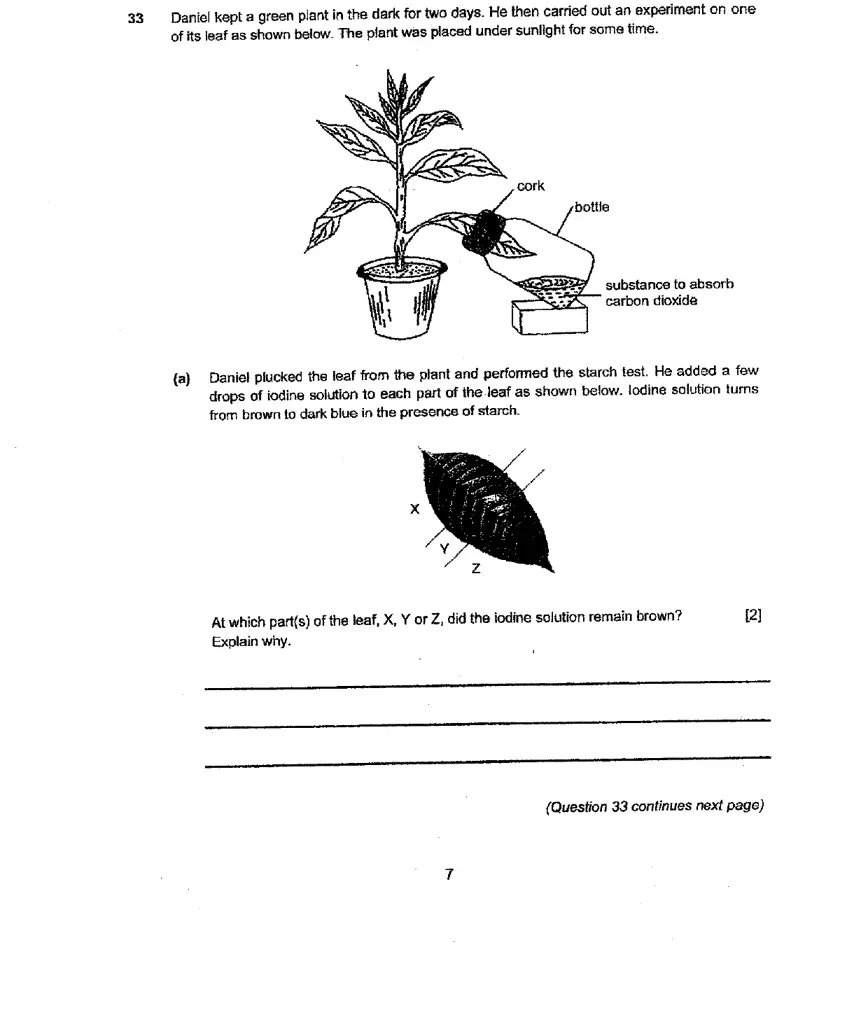 33 Daniel kept a green plant in the dark for two days. He then carried out an experiment on one
of its leaf as shown below. The plant was placed under sunlight for some time.
cork
bottle
substance to absorb
carbon dioxide
(a) Daniel plucked the leaf from the plant and performed the starch test. He added a few
drops of iodine solution to each part of the leaf as shown below. Iodine solution turns
from brown to dark blue in the presence of starch.
X
Y
Z
At which part(s) of the leaf, X, Y or Z, did the iodine solution remain brown? [2]
Explain why.
(Question 33 continues next page)
7